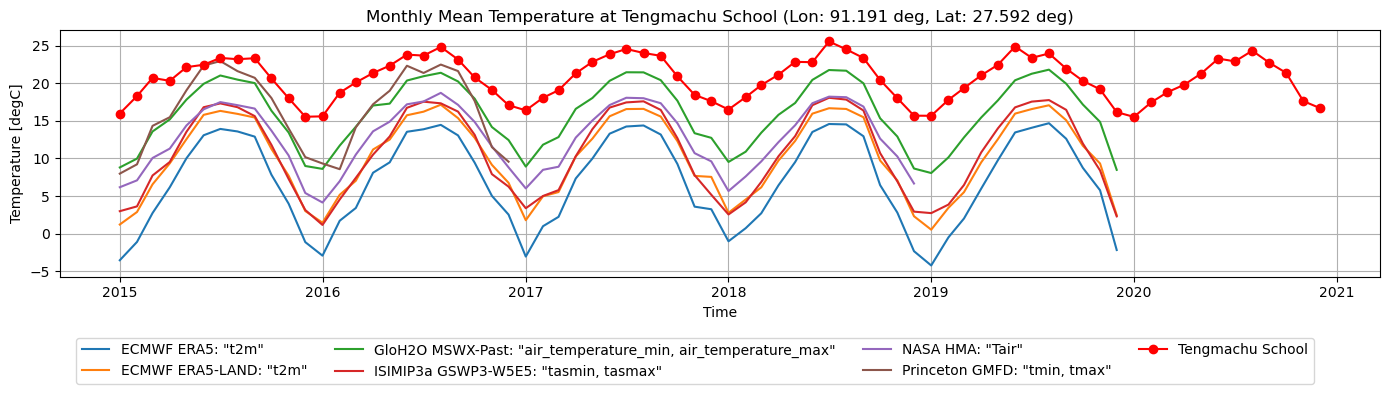 Monthly Mean Temperature at Tengmachu School (Lon: 91.191 deg, Lat: 27.592 deg)
Temperature [degC]
25
20
15
10
5
0
−5
2015 2016 2017 2018 2019 2020 2021
Time
ECMWF ERA5: "t2m" GloH2O MSWX-Past: "air_temperature_min, air_temperature_max" NASA HMA: "Tair" Tengmachu School
ECMWF ERA5-LAND: "t2m" ISIMIP3a GSWP3-W5E5: "tasmin, tasmax" Princeton GMFD: "tmin, tmax"